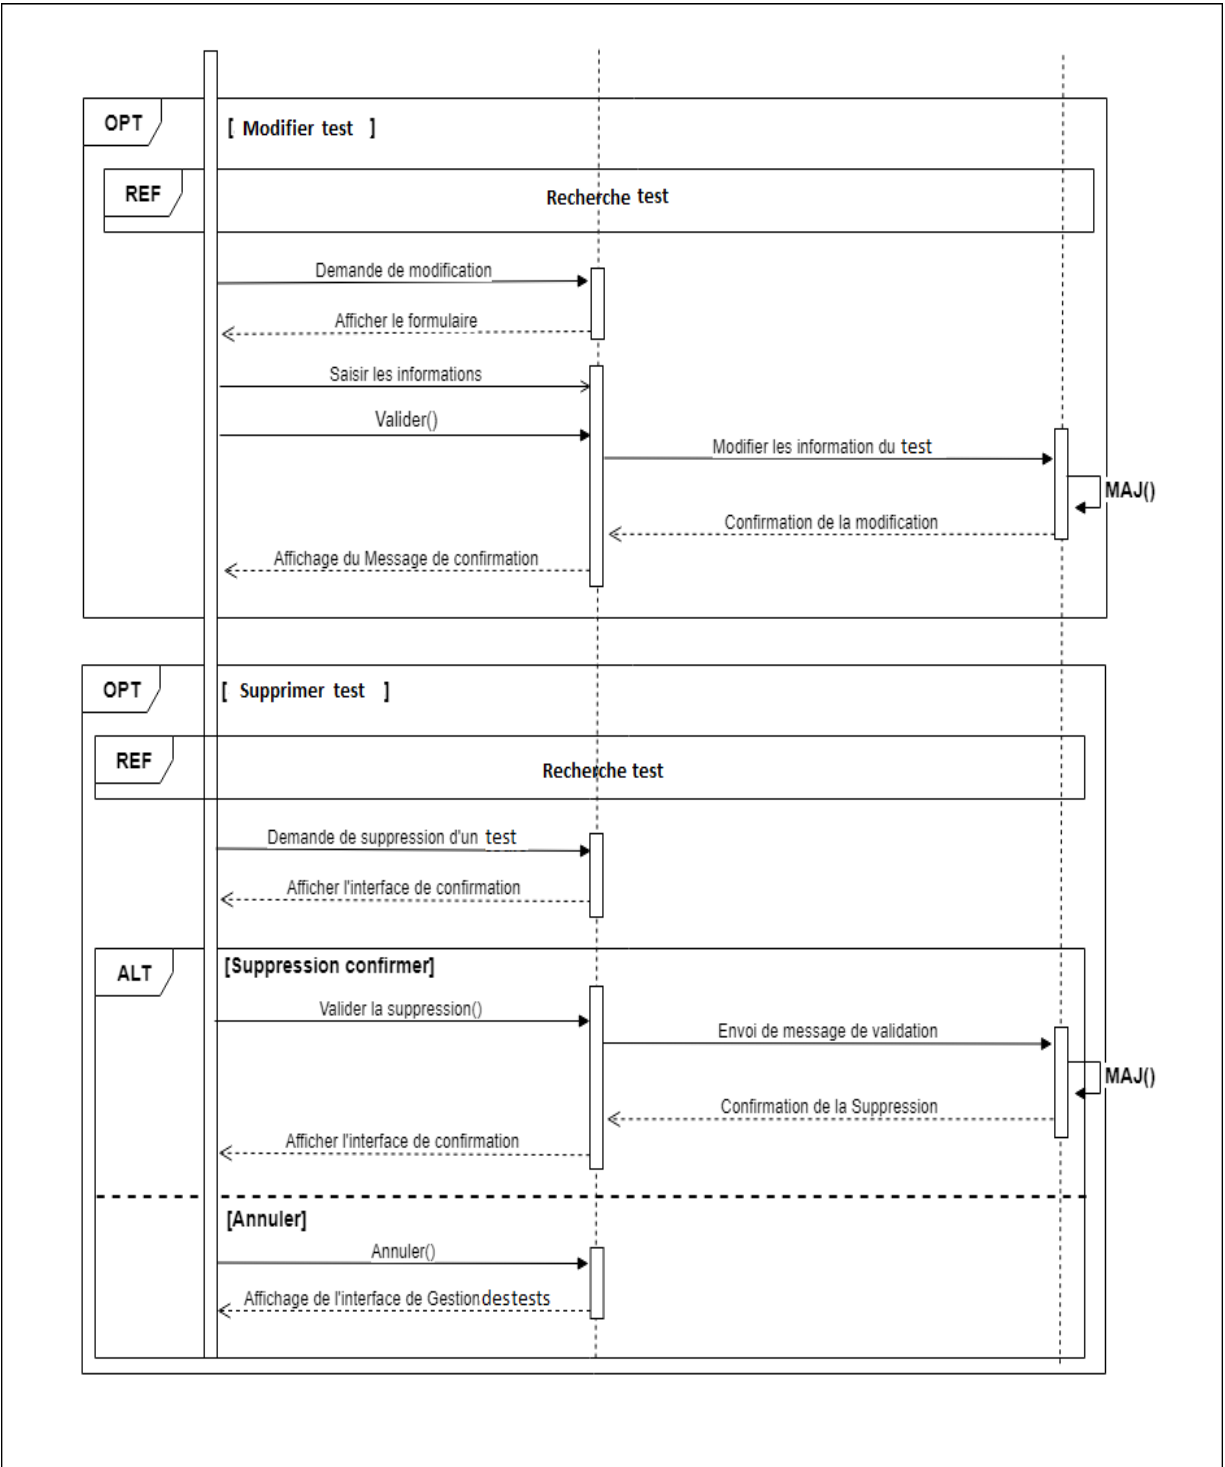 OPT
[ Modifier test ]
REF
Recherche test
Demande de modification
Afficher le formulaire
Saisir les informations
Valider()
Modifier les information du test
MAJ()
Confirmation de la modification
Affichage du Message de confirmation
OPT
[ Supprimer test ]
REF
Recherche test
Demande de suppression d'un test
Afficher l'interface de confirmation
ALT
[Suppression confirmer]
Valider la suppression()
Envoi de message de validation
MAJ()
Confirmation de la Suppression
Afficher l'interface de confirmation
[Annuler]
Annuler()
Affichage de l'interface de Gestion destests